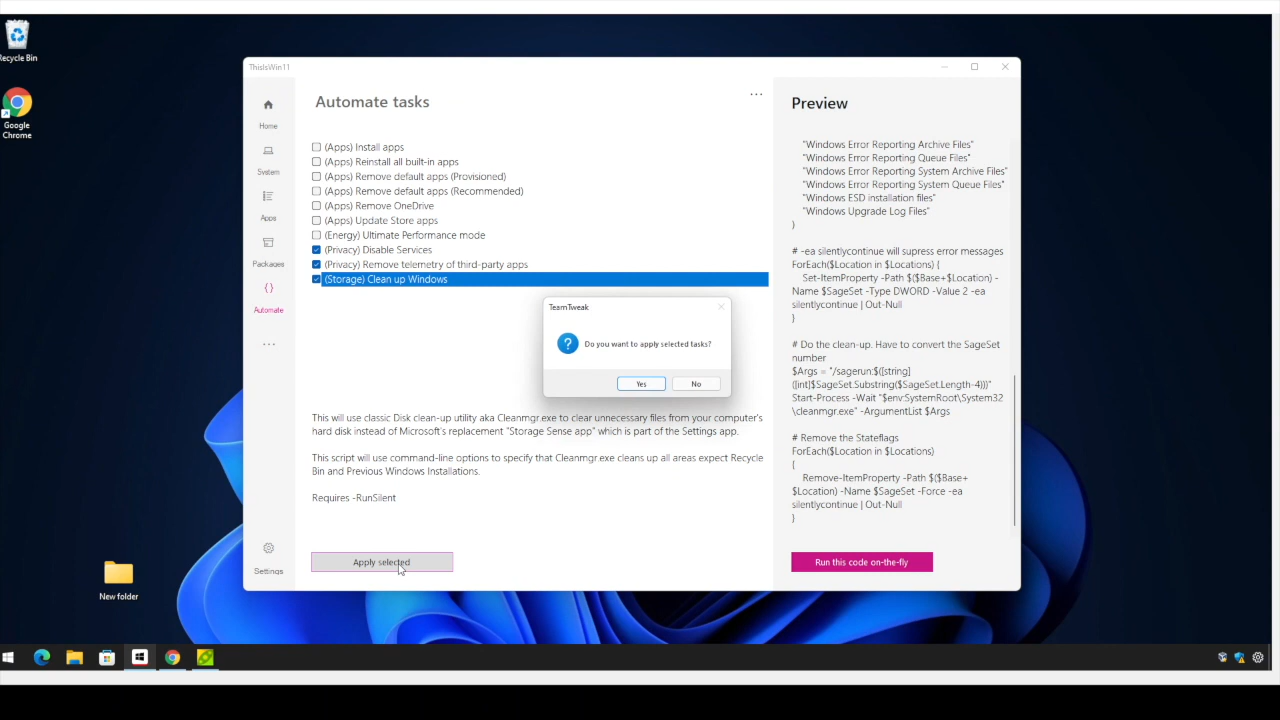 Recycle Bin
Google
Chrome
New folder
ThisIsWin11
Home
System
Apps
Packages
Automate
...
Settings
Automate tasks
...
(Apps) Install apps
(Apps) Reinstall all built-in apps
(Apps) Remove default apps (Provisioned)
(Apps) Remove default apps (Recommended)
(Apps) Remove OneDrive
(Apps) Update Store apps
(Energy) Ultimate Performance mode
(Privacy) Disable Services
(Privacy) Remove telemetry of third-party apps
(Storage) Clean up Windows
TeamTweak
Do you want to apply selected tasks?
Yes
No
This will use classic Disk clean-up utility aka Cleanmgr.exe to clear unnecessary files from your computer's
hard disk instead of Microsoft's replacement "Storage Sense app" which is part of the Settings app.
This script will use command-line options to specify that Cleanmgr.exe cleans up all areas expect Recycle
Bin and Previous Windows Installations.
Requires -RunSilent
Apply selected
Preview
"Windows Error Reporting Archive Files"
"Windows Error Reporting Queue Files"
"Windows Error Reporting System Archive Files"
"Windows Error Reporting System Queue Files"
"Windows ESD installation files"
"Windows Upgrade Log Files"
)
# -ea silentlycontinue will supress error messages
ForEach($Location in $Locations) {
Set-ItemProperty -Path $($Base+$Location) -
Name $SageSet -Type DWORD -Value 2 -ea
silentlycontinue | Out-Null
}
# Do the clean-up. Have to convert the SageSet
number
$Args = "/sagerun:$([string]
([int]$SageSet.Substring($SageSet.Length-4)))"
Start-Process -Wait "$env:SystemRoot\System32
\cleanmgr.exe" -ArgumentList $Args
# Remove the Stateflags
ForEach($Location in $Locations)
{
Remove-ItemProperty -Path $($Base+
$Location) -Name $SageSet -Force -ea
silentlycontinue | Out-Null
}
Run this code on-the-fly